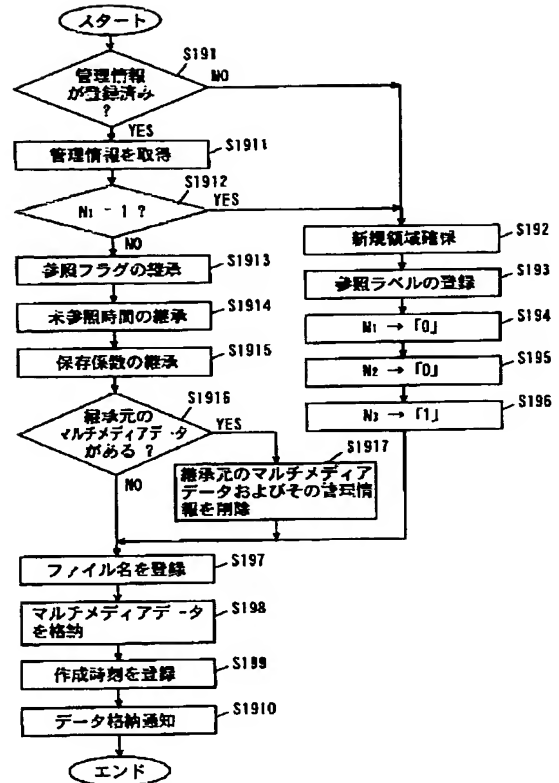 スタート
S191
管理情報
が登録済み
?
NO
YES
管理情報を取得
S1911
S1912
N1 - 1 ?
YES
NO
参照フラグの継承
S1913
未参照時間の継承
S1914
保存係数の継承
S1915
S1916
継承元の
マルチメディアデータ
がある ?
YES
NO
S1917
継承元のマルチメディア
データおよびその管理情
報を削除
新規領域確保
S192
参照ラベルの登録
S193
N1 → 「0」
S194
N2 → 「0」
S195
N3 → 「1」
S196
ファイル名を登録
S197
マルチメディアデータ
を格納
S198
作成時刻を登録
S199
データ格納通知
S1910
エンド